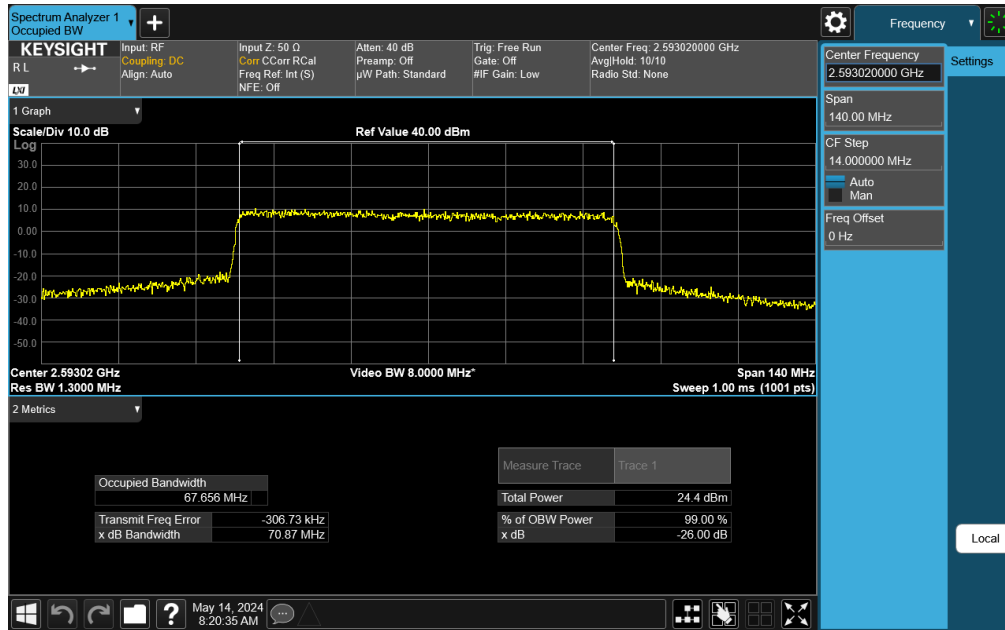 Spectrum Analyzer 1
Occupied BW
Frequency
KEYSIGHT
R L
LXI
Input: RF
Coupling: DC
Align: Auto
Input Z: 50 Ω
Corr CCorr RCal
Freq Ref: Int (S)
NFE: Off
Atten: 40 dB
Preamp: Off
µW Path: Standard
Trig: Free Run
Gate: Off
#IF Gain: Low
Center Freq: 2.593020000 GHz
Avg|Hold: 10/10
Radio Std: None
Center Frequency
2.593020000 GHz
Settings
Span
140.00 MHz
CF Step
14.000000 MHz
Auto
Man
Freq Offset
0 Hz
Local
1 Graph
Scale/Div 10.0 dB
Ref Value 40.00 dBm
Log
30.0
20.0
10.0
0.00
-10.0
-20.0
-30.0
-40.0
-50.0
Center 2.59302 GHz
Video BW 8.0000 MHz*
Span 140 MHz
Res BW 1.3000 MHz
Sweep 1.00 ms (1001 pts)
2 Metrics
Measure Trace
Trace 1
Occupied Bandwidth
67.656 MHz
Total Power
24.4 dBm
Transmit Freq Error
-306.73 kHz
% of OBW Power
99.00 %
x dB Bandwidth
70.87 MHz
x dB
-26.00 dB
?
May 14, 2024
8:20:35 AM